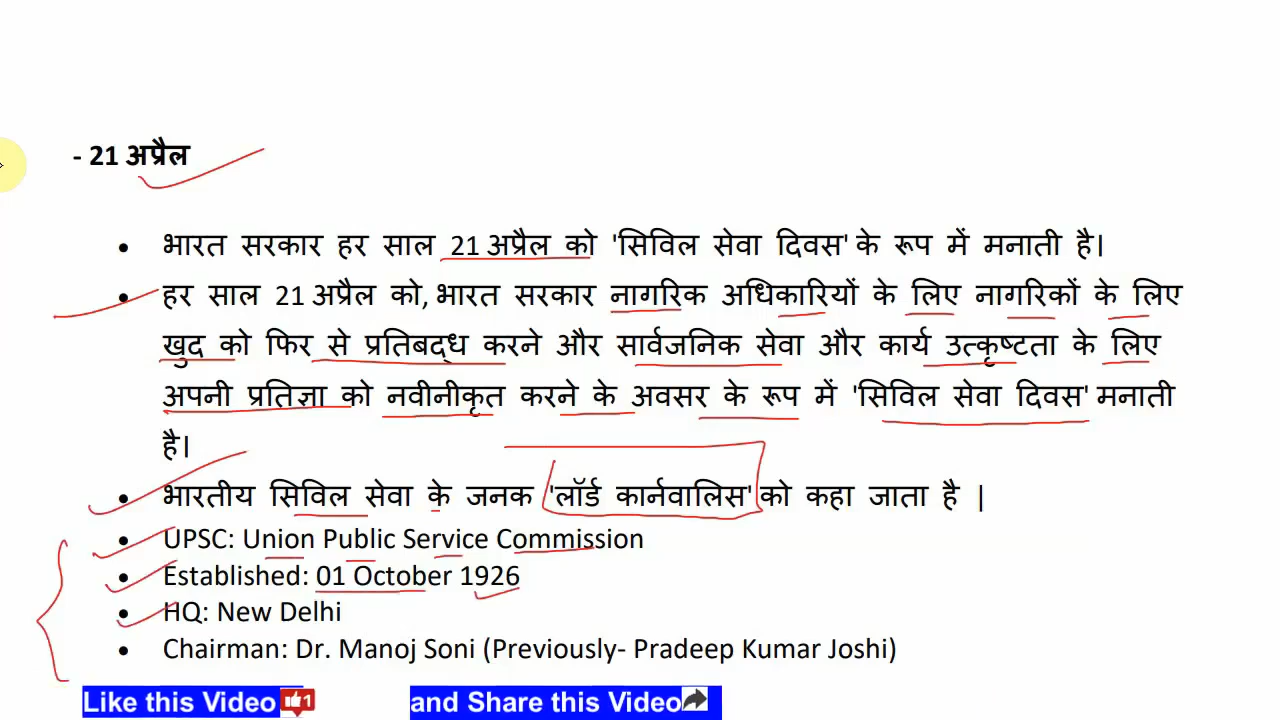 - 21 अप्रैल
• भारत सरकार हर साल 21 अप्रैल को 'सिविल सेवा दिवस' के रूप में मनाती है।
• हर साल 21 अप्रैल को, भारत सरकार नागरिक अधिकारियों के लिए नागरिकों के लिए
खुद को फिर से प्रतिबद्ध करने और सार्वजनिक सेवा और कार्य उत्कृष्टता के लिए
अपनी प्रतिज्ञा को नवीनीकृत करने के अवसर के रूप में 'सिविल सेवा दिवस' मनाती
है।
• भारतीय सिविल सेवा के जनक 'लॉर्ड कार्नवालिस' को कहा जाता है |
• UPSC: Union Public Service Commission
• Established: 01 October 1926
• HQ: New Delhi
• Chairman: Dr. Manoj Soni (Previously- Pradeep Kumar Joshi)
Like this Video 1 and Share this Video